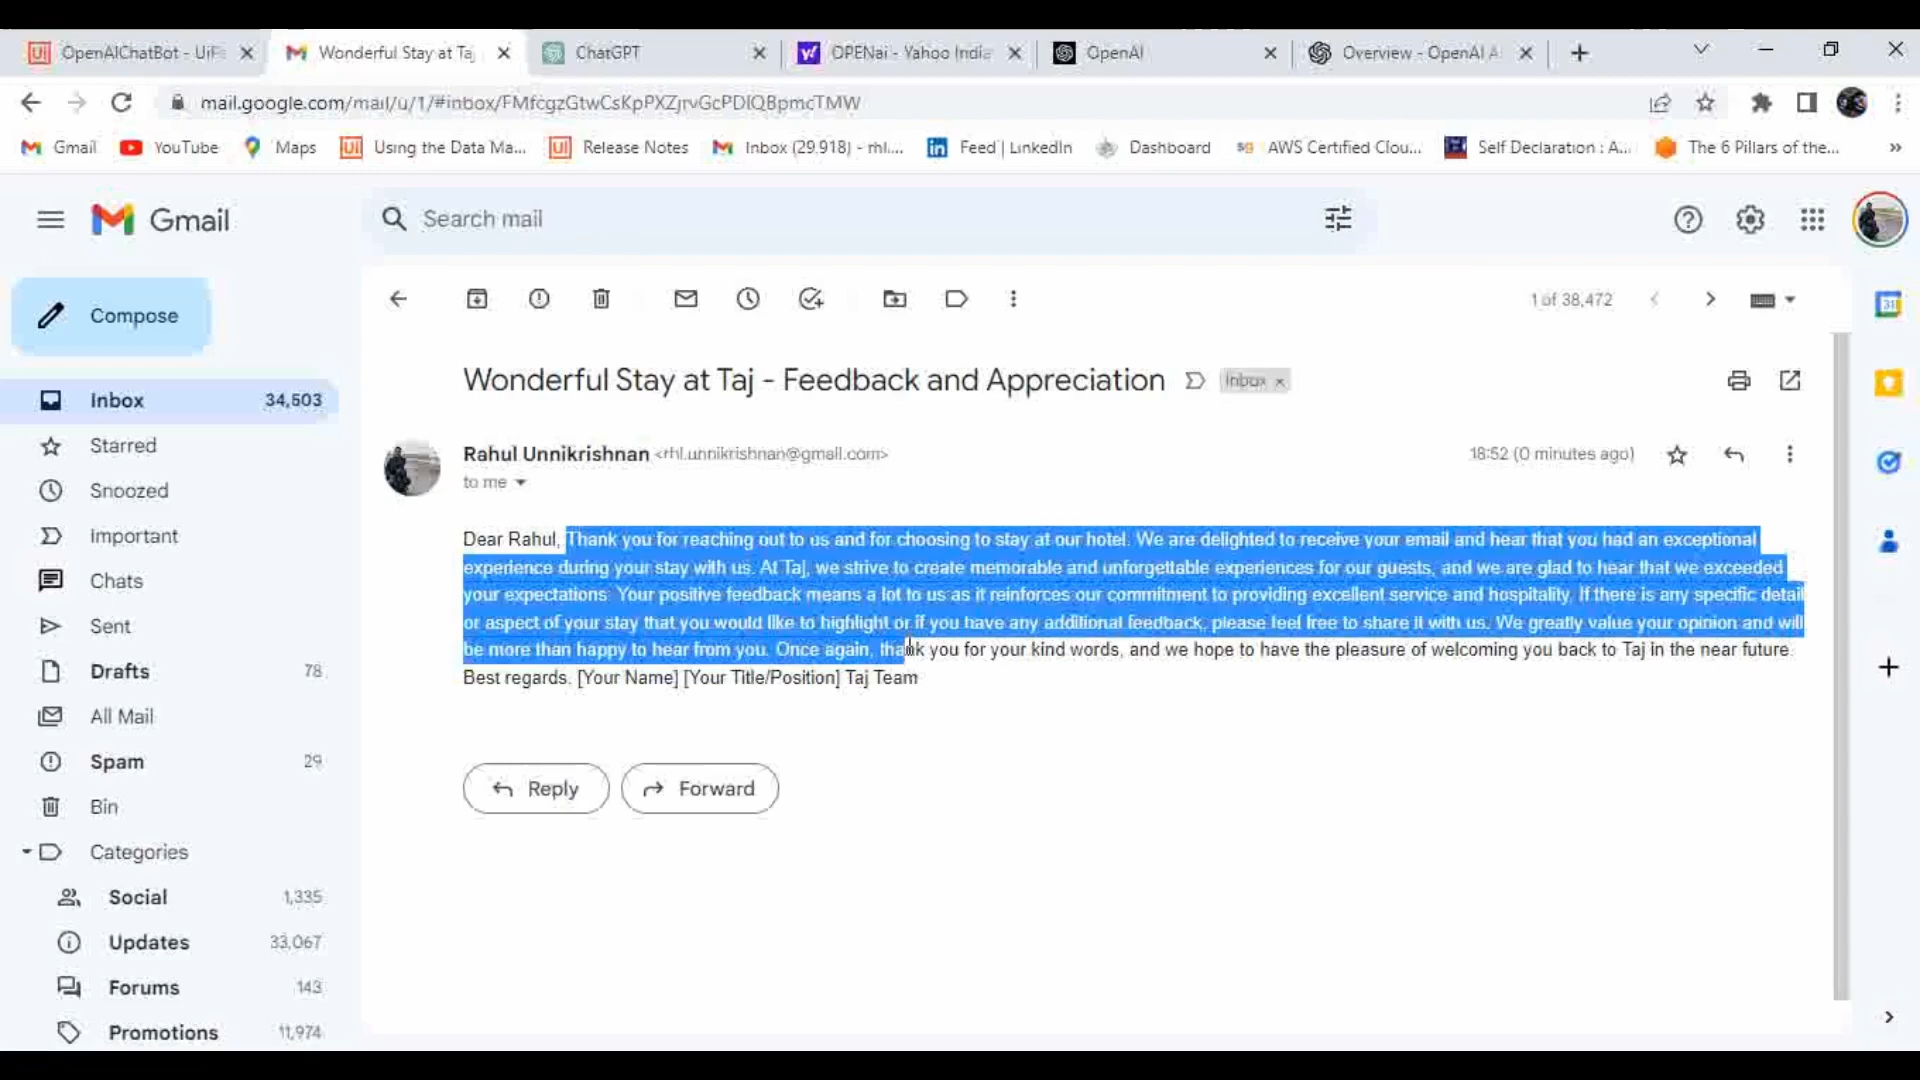 OpenAIChatBot - UiPa
Wonderful Stay at Taj
ChatGPT
OPENai - Yahoo India
OpenAI
Overview - OpenAI A
mail.google.com/mail/u/1/#inbox/FMfcgzGtwCsKpPXZjrvGcPDlQBpmcTMW
Gmail
YouTube
Maps
Using the Data Ma...
Release Notes
Inbox (29,918) - rhl....
Feed | LinkedIn
Dashboard
AWS Certified Clou...
Self Declaration : A...
The 6 Pillars of the...
Gmail
Search mail
Compose
1 of 38,472
Inbox 34,503
Starred
Snoozed
Important
Chats
Sent
Drafts 78
All Mail
Spam 29
Bin
Categories
Social 1,335
Updates 33,067
Forums 143
Promotions 11,974
Wonderful Stay at Taj - Feedback and Appreciation
Inbox ×
Rahul Unnikrishnan <rhl.unnikrishnan@gmail.com>
18:52 (0 minutes ago)
to me
Dear Rahul, Thank you for reaching out to us and for choosing to stay at our hotel. We are delighted to receive your email and hear that you had an exceptional
experience during your stay with us. At Taj, we strive to create memorable and unforgettable experiences for our guests, and we are glad to hear that we exceeded
your expectations. Your positive feedback means a lot to us as it reinforces our commitment to providing excellent service and hospitality. If there is any specific detail
or aspect of your stay that you would like to highlight or if you have any additional feedback, please feel free to share it with us. We greatly value your opinion and will
be more than happy to hear from you. Once again, thank you for your kind words, and we hope to have the pleasure of welcoming you back to Taj in the near future.
Best regards. [Your Name] [Your Title/Position] Taj Team
Reply
Forward
31